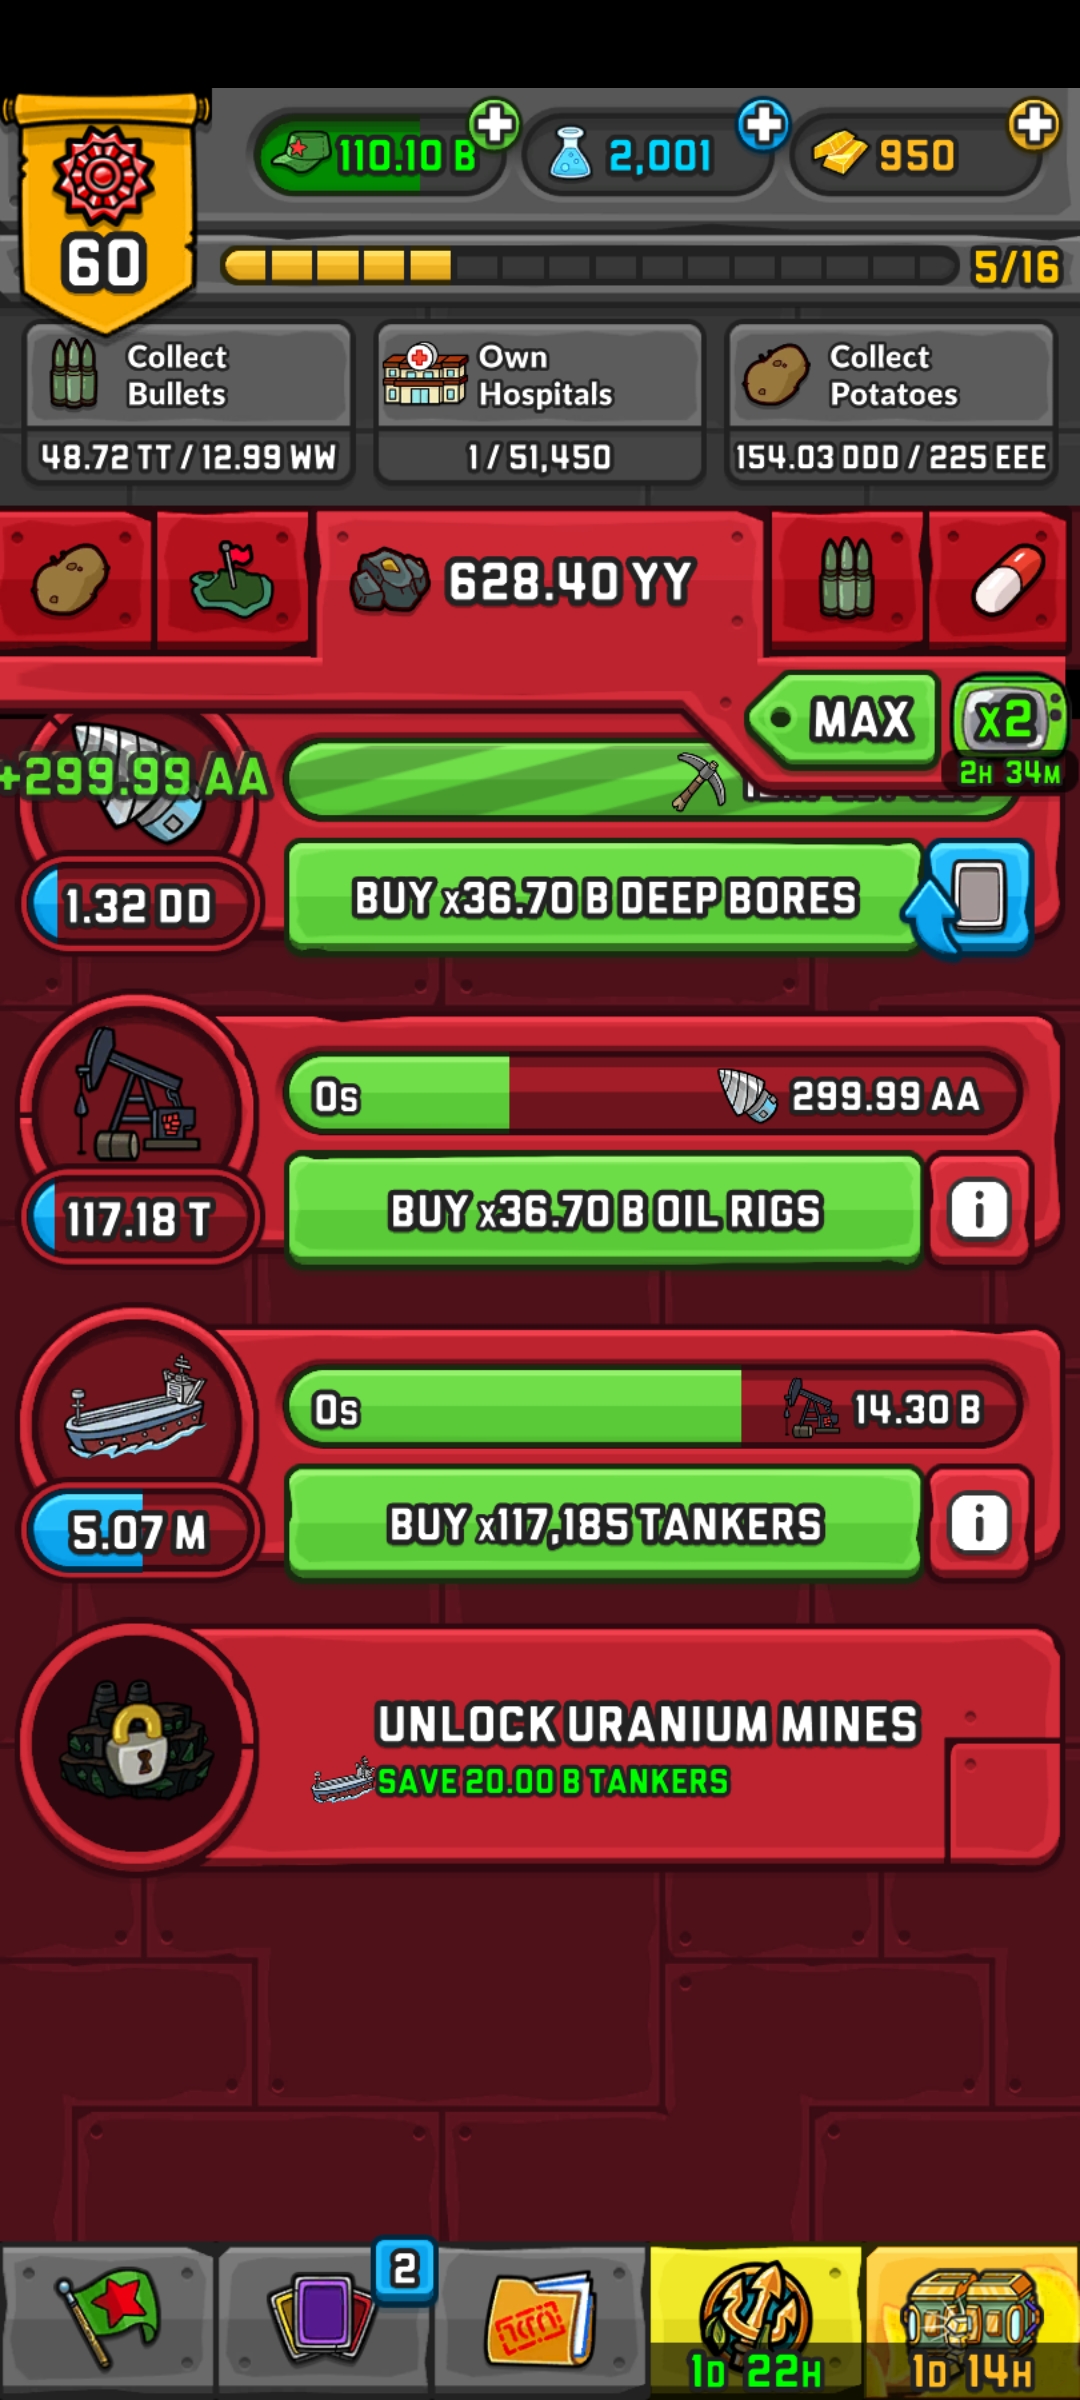 110.10 B
2,001
950
60
5/16
Collect
Bullets
48.72 TT / 12.99 WW
Own
Hospitals
1 / 51,450
Collect
Potatoes
154.03 DDD / 225 EEE
628.40 YY
MAX
x2
2H 34M
+299.99 AA
1.32 DD
BUY x36.70 B DEEP BORES
0s
299.99 AA
117.18 T
BUY x36.70 B OIL RIGS
i
0s
14.30 B
5.07 M
BUY x117,185 TANKERS
i
UNLOCK URANIUM MINES
SAVE 20.00 B TANKERS
2
1D 22H
1D 14H